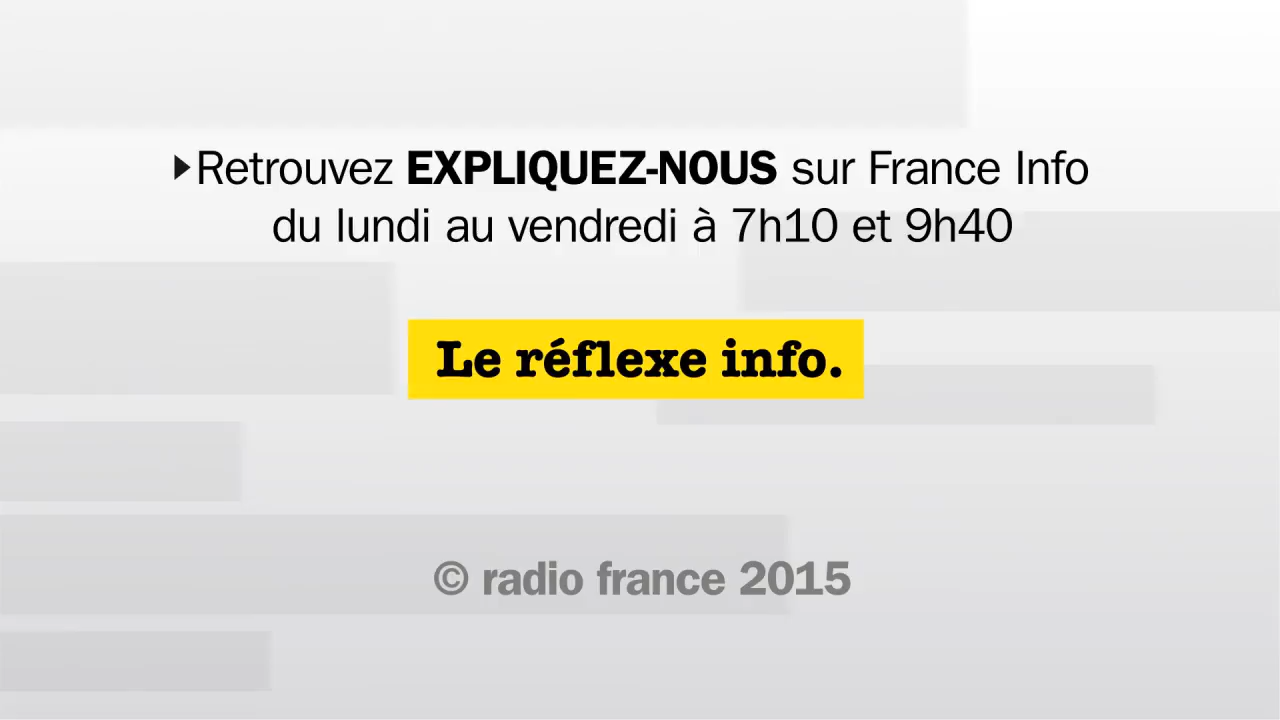 Retrouvez EXPLIQUEZ-NOUS sur France Info
du lundi au vendredi à 7h10 et 9h40
Le réflexe info.
© radio france 2015